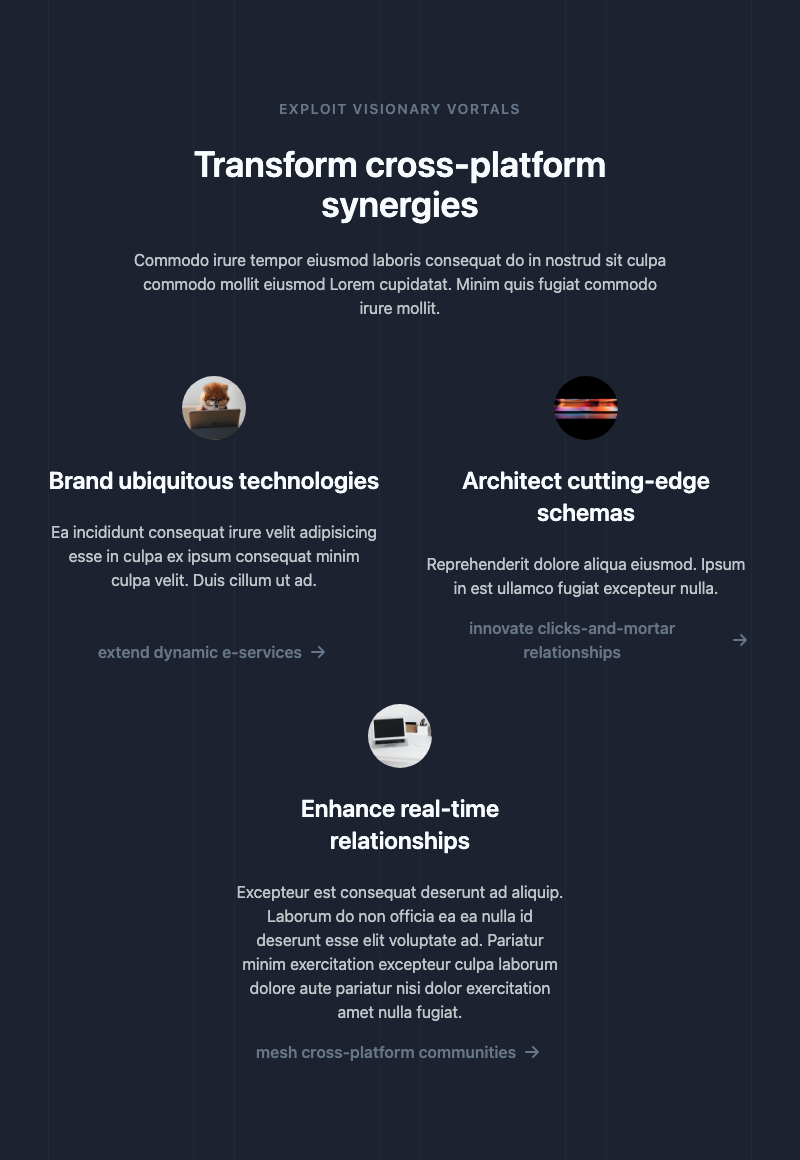 EXPLOIT VISIONARY VORTALS
Transform cross-platform
synergies
Commodo irure tempor eiusmod laboris consequat do in nostrud sit culpa
commodo mollit eiusmod Lorem cupidatat. Minim quis fugiat commodo
irure mollit.
Brand ubiquitous technologies
Ea incididunt consequat irure velit adipisicing
esse in culpa ex ipsum consequat minim
culpa velit. Duis cillum ut ad.
extend dynamic e-services →
Architect cutting-edge
schemas
Reprehenderit dolore aliqua eiusmod. Ipsum
in est ullamco fugiat excepteur nulla.
innovate clicks-and-mortar
relationships →
Enhance real-time
relationships
Excepteur est consequat deserunt ad aliquip.
Laborum do non officia ea ea nulla id
deserunt esse elit voluptate ad. Pariatur
minim exercitation excepteur culpa laborum
dolore aute pariatur nisi dolor exercitation
amet nulla fugiat.
mesh cross-platform communities →